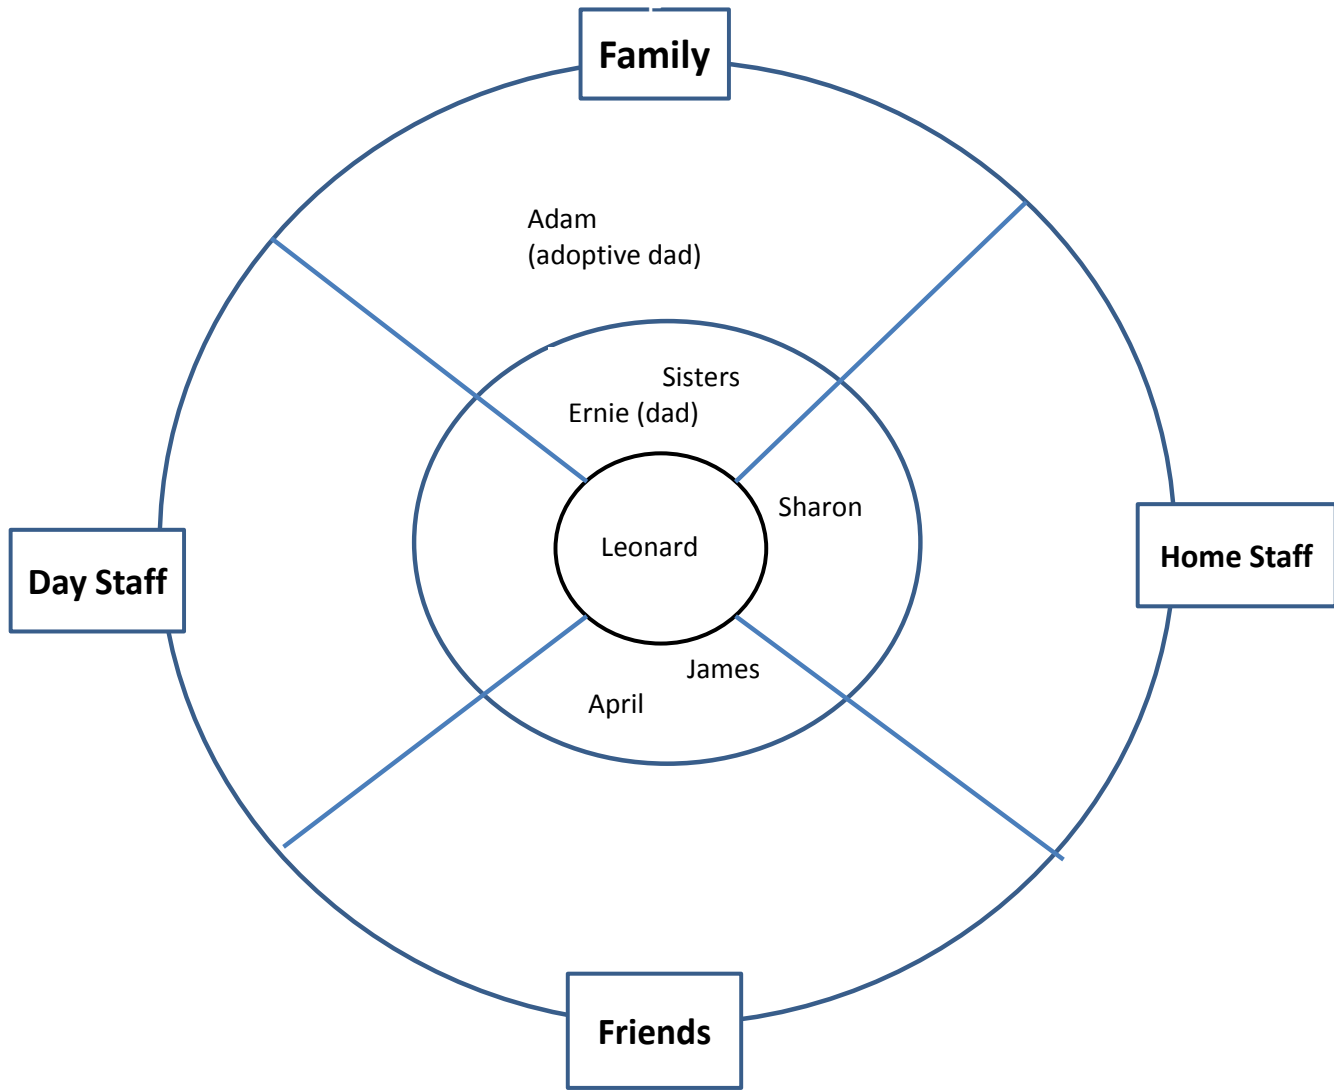 Family
Adam
(adoptive dad)
Sisters
Ernie (dad)
Sharon
Leonard
Day Staff
Home Staff
James
April
Friends